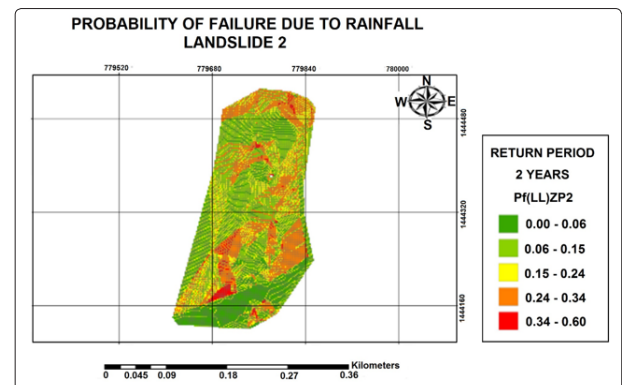 PROBABILITY OF FAILURE DUE TO RAINFALL
LANDSLIDE 2
779520 779680 779840 780000
N
W E
S
1444480
1444320
1444160
RETURN PERIOD
2 YEARS
Pf(LL)ZP2
0.00 - 0.06
0.06 - 0.15
0.15 - 0.24
0.24 - 0.34
0.34 - 0.60
Kilometers
0 0.045 0.09 0.18 0.27 0.36